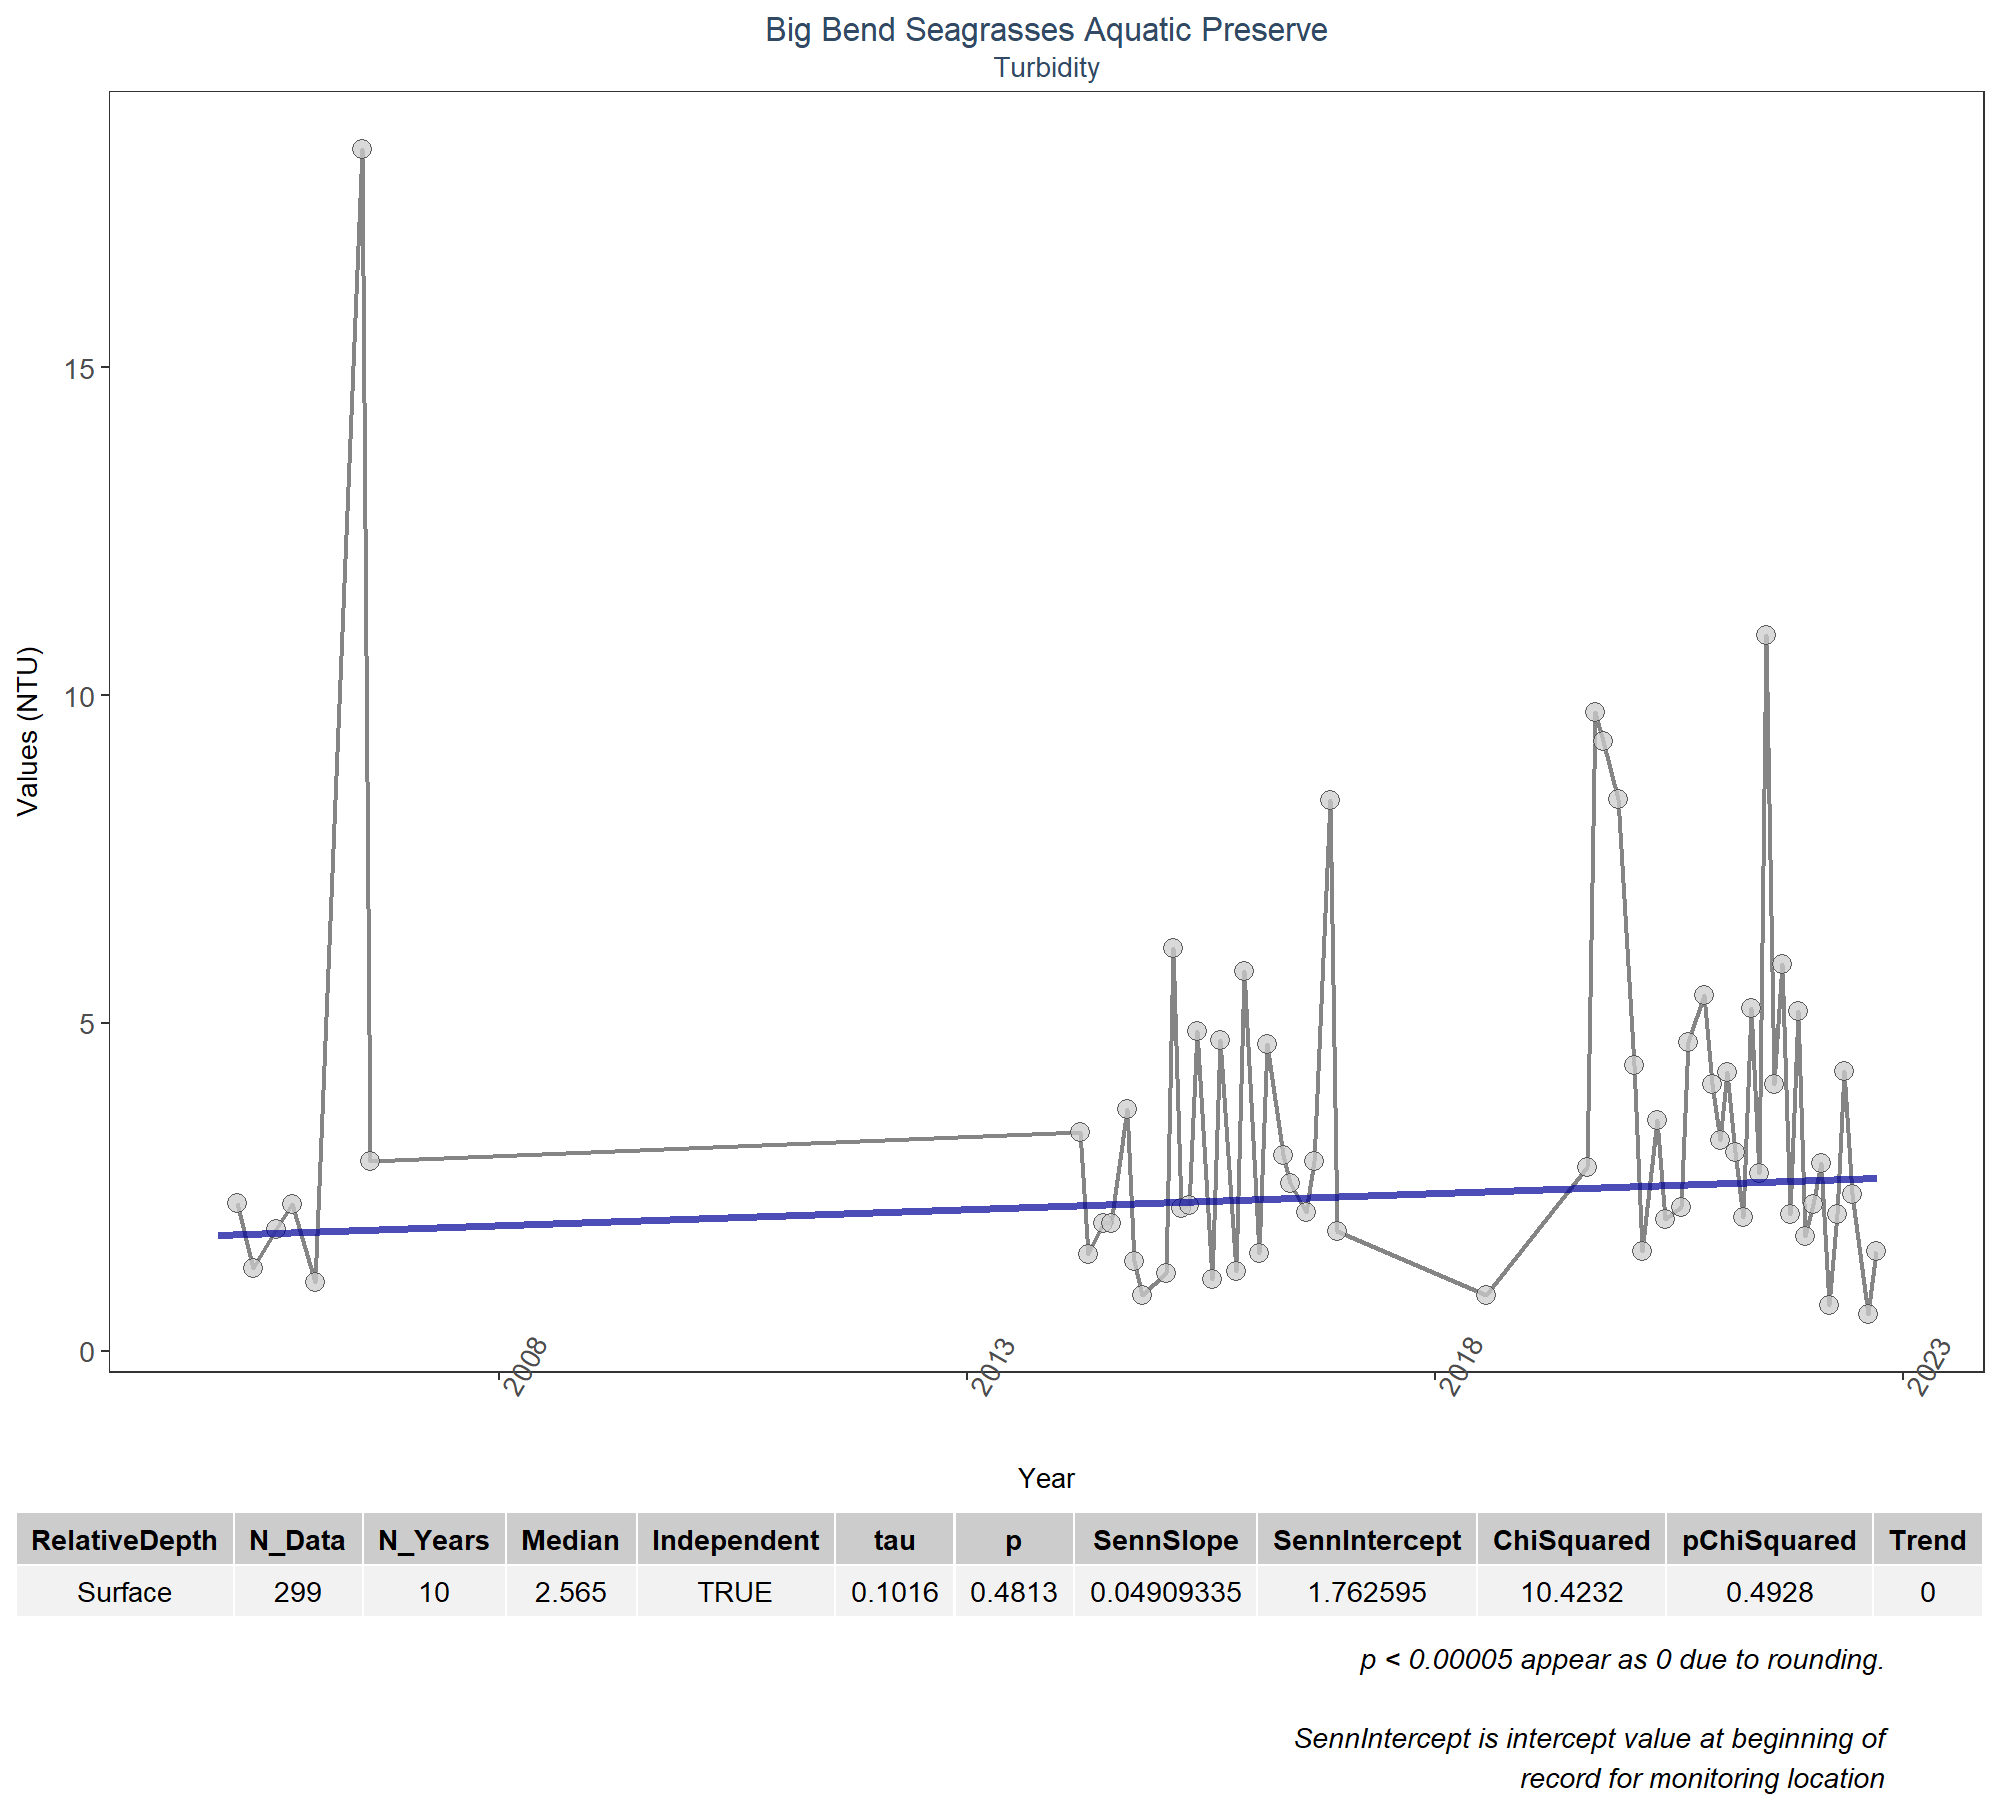 Big Bend Seagrasses Aquatic Preserve
Turbidity
Values (NTU)
15
10
5
0
2008
2013
2018
2023
Year
RelativeDepth N_Data N_Years Median Independent tau p SennSlope SennIntercept ChiSquared pChiSquared Trend
Surface 299 10 2.565 TRUE 0.1016 0.4813 0.04909335 1.762595 10.4232 0.4928 0
p < 0.00005 appear as 0 due to rounding.
SennIntercept is intercept value at beginning of
record for monitoring location